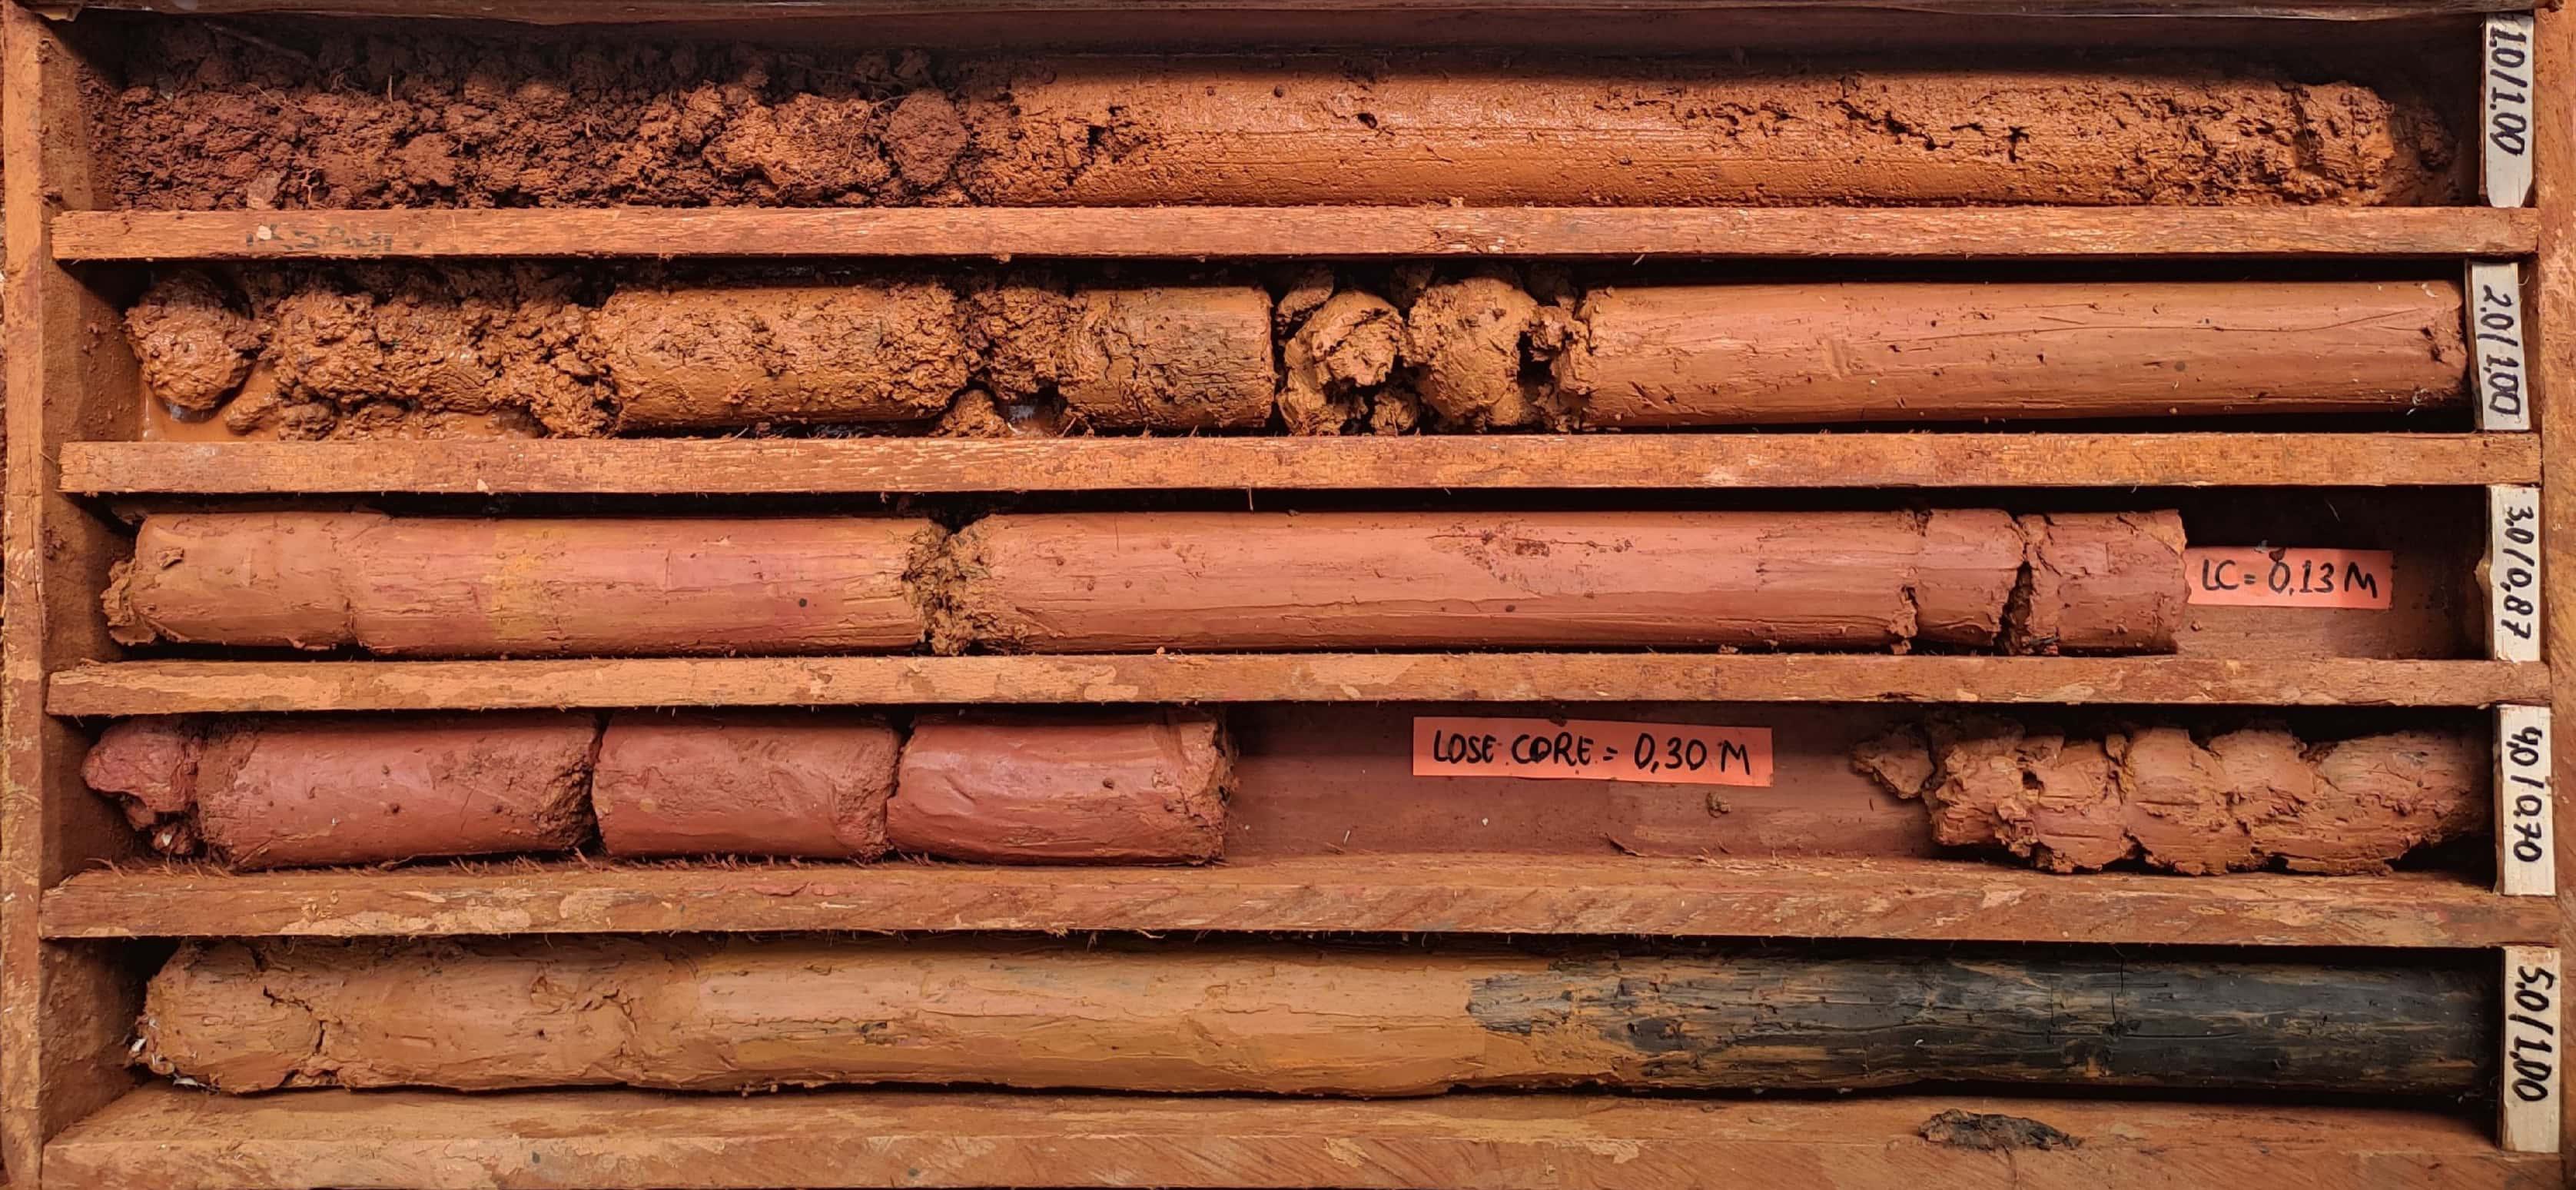 1.0/1.00
2.0/1.00
3.0/0,87
LC = 0,13 M
4.0/0.70
LOSE CORE = 0,30 M
5.0/1.00